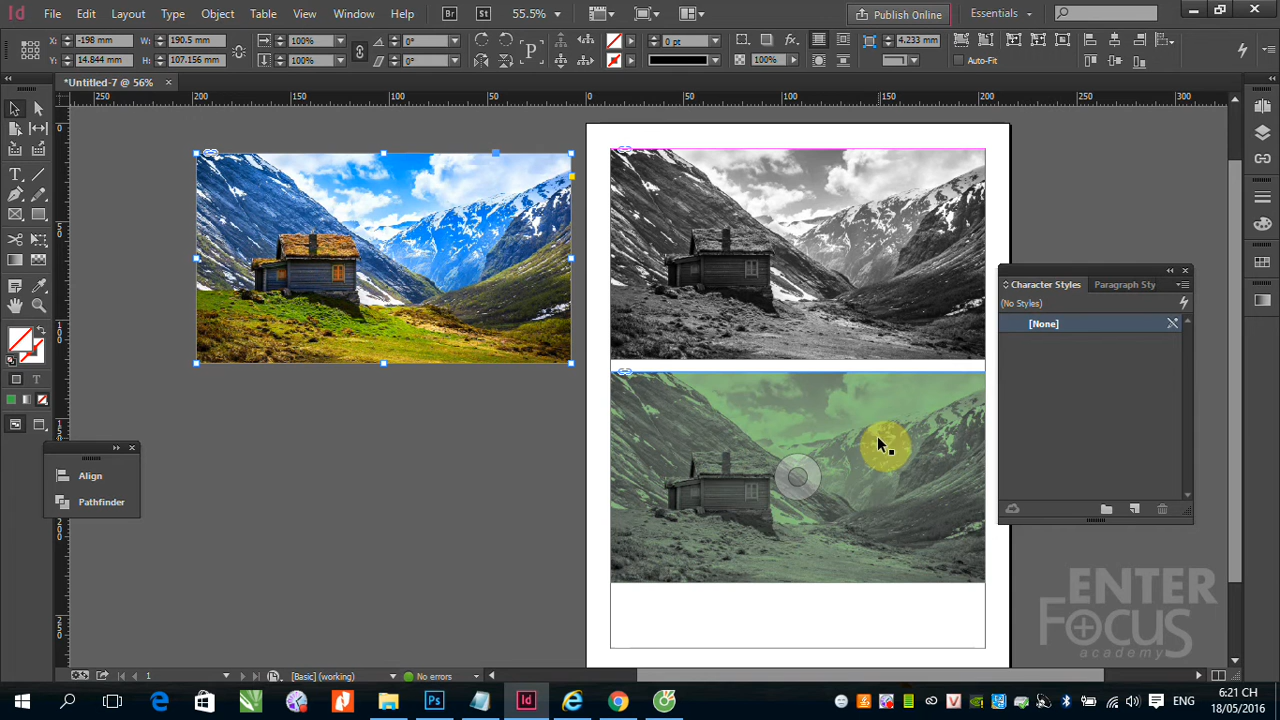 Id File Edit Layout Type Object Table View Window Help Br St 55.5% Publish Online Essentials
X: -198 mm W: 190.5 mm 100% 0° P 0 pt 4.233 mm
Y: 14.844 mm H: 107.156 mm 100% 0° fx. 100% Auto-Fit
*Untitled-7 @ 56% ×
250 200 150 100 50 0 50 100 150 200 250 300
Character Styles Paragraph Sty
(No Styles)
[None]
Align
Pathfinder
ENTER
FOCUS
academy
1 [Basic] (working) No errors
Ps Id ENG 6:21 CH
18/05/2016